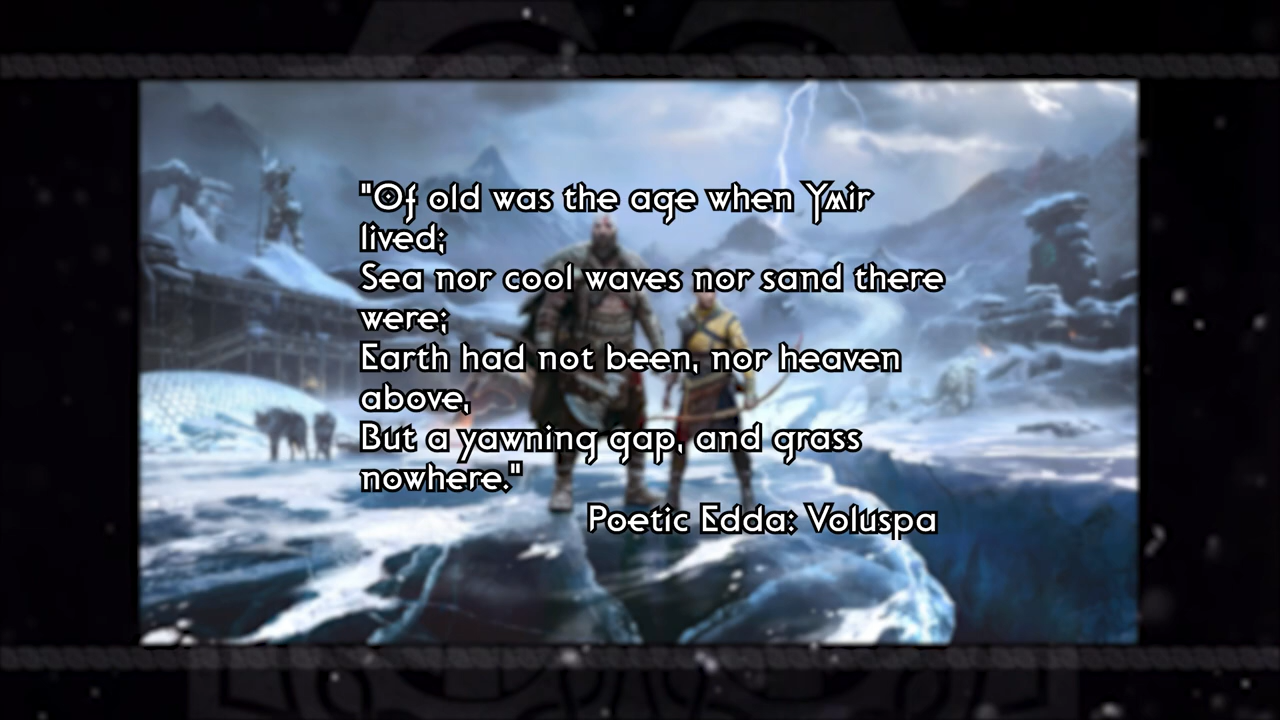 "Of old was the age when Ymir
lived;
Sea nor cool waves nor sand there
were;
Earth had not been, nor heaven
above,
But a yawning gap, and grass
nowhere."
Poetic Edda: Voluspa